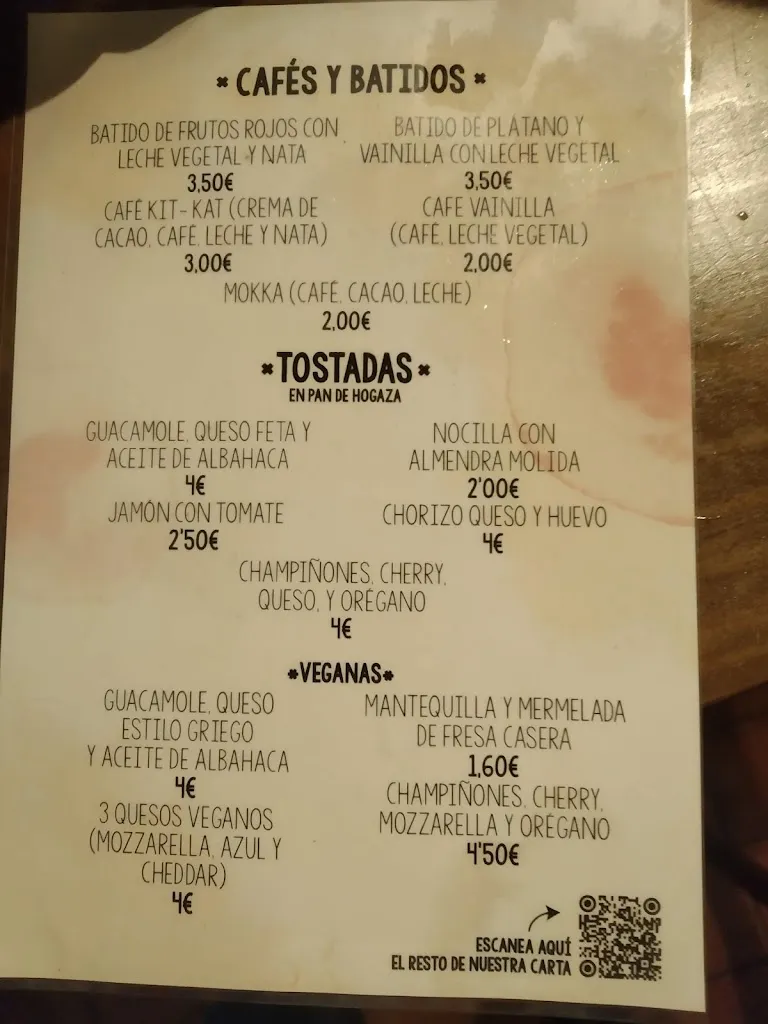 * CAFÉS Y BATIDOS *
BATIDO DE FRUTOS ROJOS CON
LECHE VEGETAL Y NATA
3,50€
BATIDO DE PLÁTANO Y
VAINILLA CON LECHE VEGETAL
3,50€
CAFÉ KIT-KAT (CREMA DE
CACAO, CAFÉ, LECHE Y NATA)
3,00€
CAFÉ VAINILLA
(CAFÉ, LECHE VEGETAL)
2,00€
MOKKA (CAFÉ, CACAO, LECHE)
2,00€
*TOSTADAS*
EN PAN DE HOGAZA
GUACAMOLE, QUESO FETA Y
ACEITE DE ALBAHACA
4€
NOCILLA CON
ALMENDRA MOLIDA
2'00€
JAMÓN CON TOMATE
2'50€
CHORIZO QUESO Y HUEVO
4€
CHAMPIÑONES, CHERRY,
QUESO, Y ORÉGANO
4€
*VEGANAS*
GUACAMOLE, QUESO
ESTILO GRIEGO
Y ACEITE DE ALBAHACA
4€
MANTEQUILLA Y MERMELADA
DE FRESA CASERA
1,60€
3 QUESOS VEGANOS
(MOZZARELLA, AZUL Y
CHEDDAR)
4€
CHAMPIÑONES, CHERRY,
MOZZARELLA Y ORÉGANO
4'50€
ESCANEA AQUÍ
EL RESTO DE NUESTRA CARTA